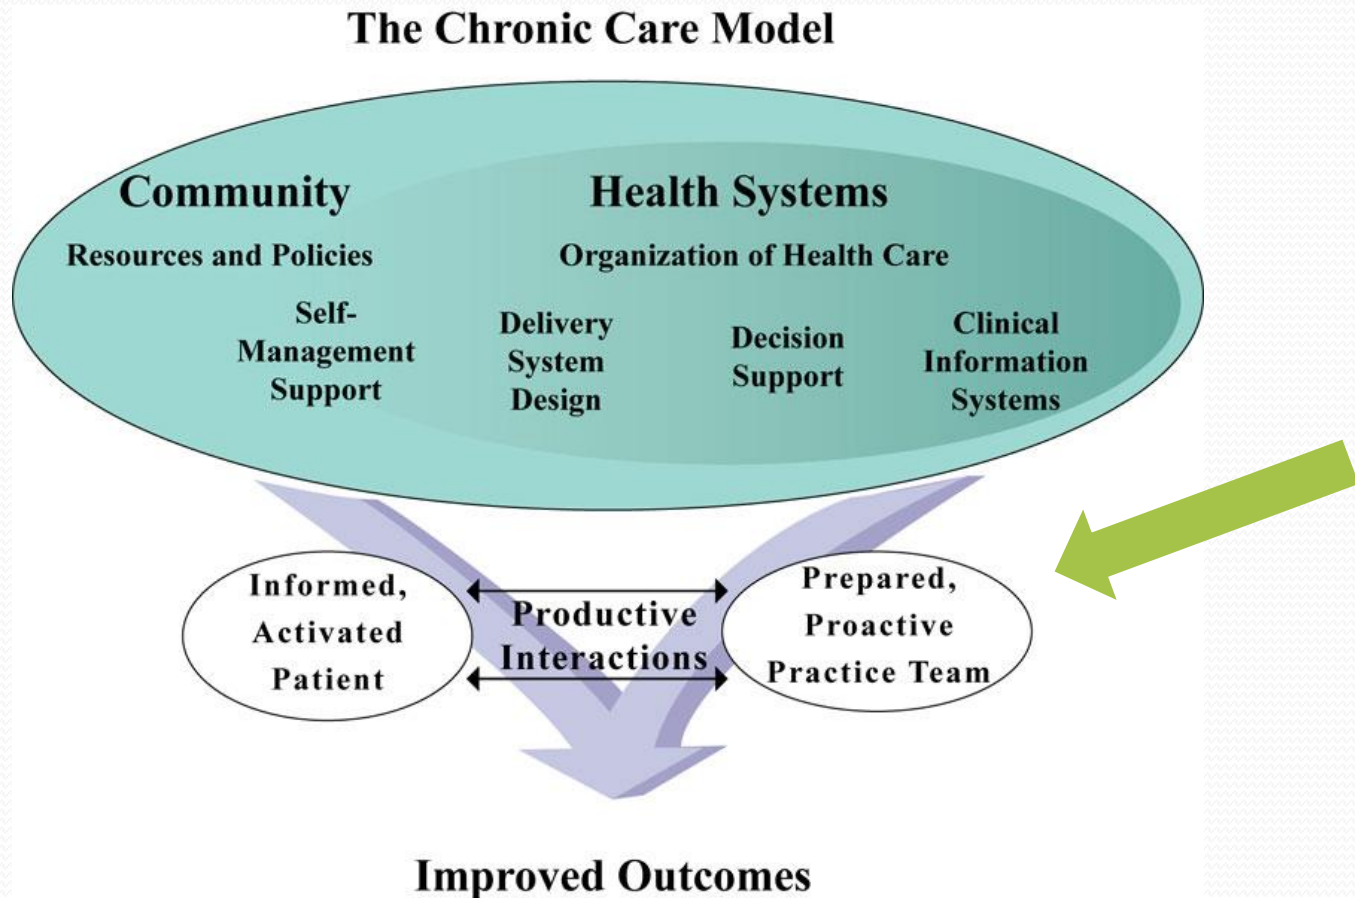 The Chronic Care Model
Community
Health Systems
Resources and Policies
Organization of Health Care
Self-
Management
Support
Delivery
System
Design
Decision
Support
Clinical
Information
Systems
Informed,
Activated
Patient
Productive
Interactions
Prepared,
Proactive
Practice Team
Improved Outcomes